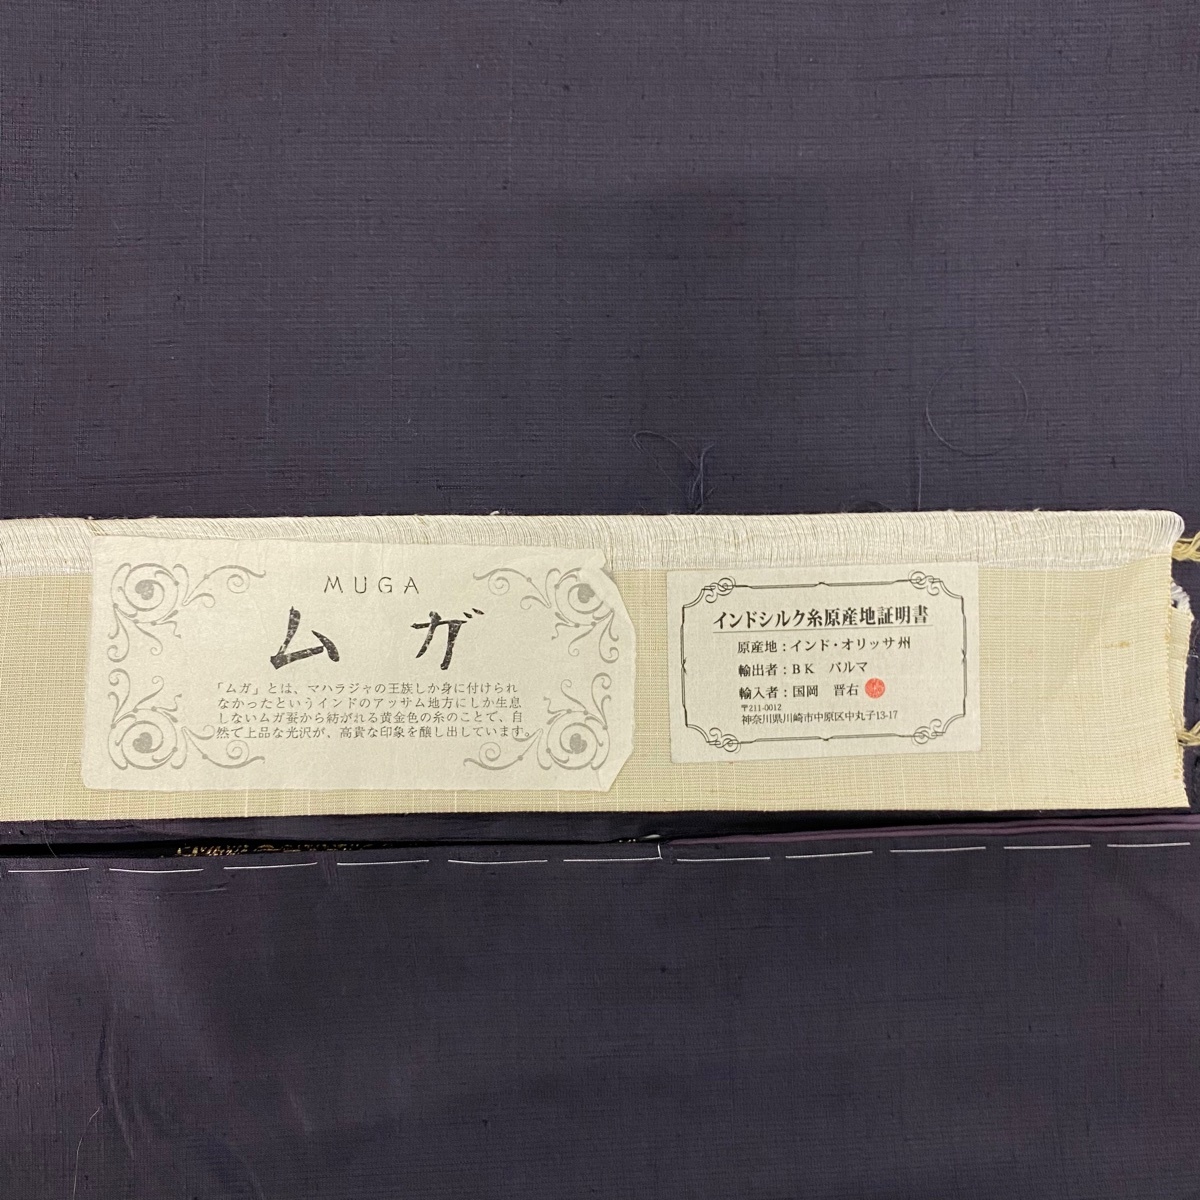 MUGA
ムガ
「ムガ」とは、マハラジャの王族しか身に付けられ
なかったというインドのアッサム地方にしか生息
しないムガ蚕から紡がれる黄金色の糸のことで、自
然で上品な光沢が、高貴な印象を醸し出しています。
インドシルク糸原産地証明書
原産地：インド・オリッサ州
輸出者：BK バルマ
輸入者：国岡 晋右
〒211-0012
神奈川県川崎市中原区中丸子13-17